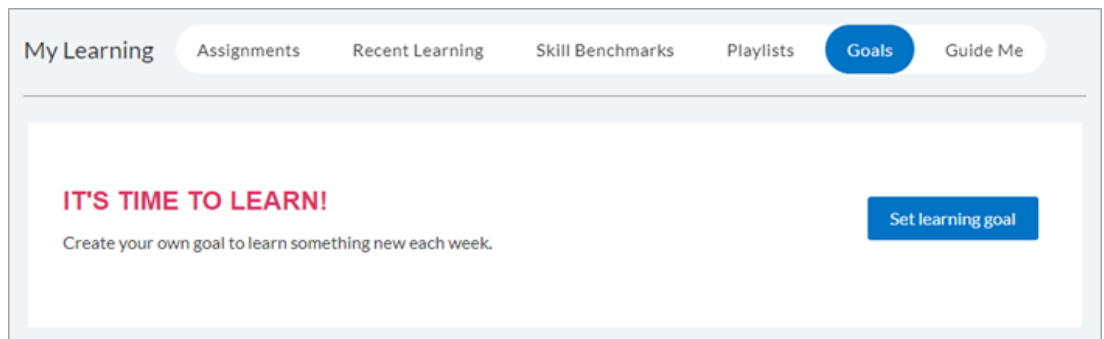 My Learning Assignments Recent Learning Skill Benchmarks Playlists Goals Guide Me
IT'S TIME TO LEARN!
Create your own goal to learn something new each week.
Set learning goal